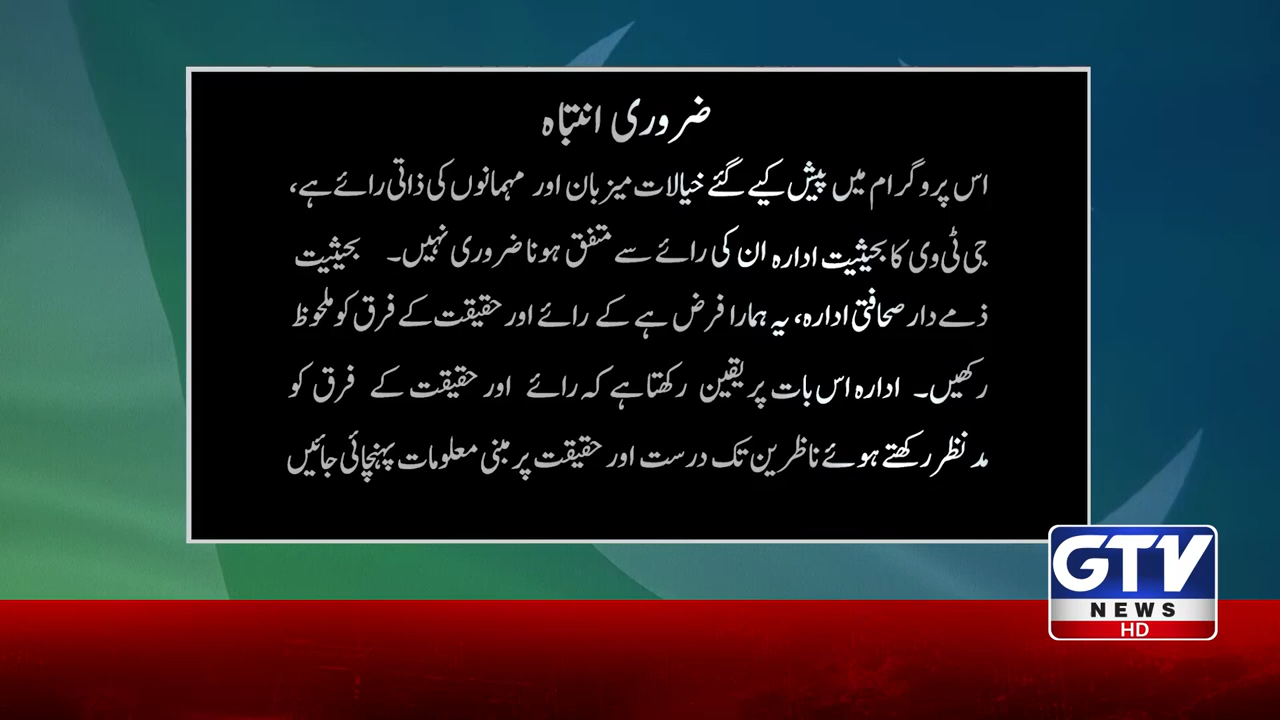 ضروری انتباہ
اس پروگرام میں پیش کیے گئے خیالات میزبان اور مہمانوں کی ذاتی رائے ہے،
جی ٹی وی کا بحیثیت ادارہ ان کی رائے سے متفق ہونا ضروری نہیں۔ بحیثیت
ذمے دار صحافتی ادارہ، یہ ہمارا فرض ہے کے رائے اور حقیقت کے فرق کو ملحوظ
رکھیں۔ ادارہ اس بات پر یقین رکھتا ہے کہ رائے اور حقیقت کے فرق کو
مد نظر رکھتے ہوئے ناظرین تک درست اور حقیقت پر مبنی معلومات پہنچائی جائیں
GTV
NEWS
HD